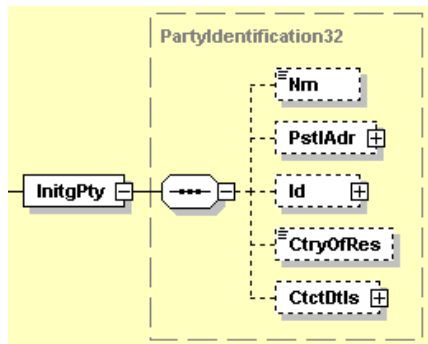 PartyIdentification32
Nm
PstlAdr
InitgPty
Id
CtryOfRes
CtctDtls